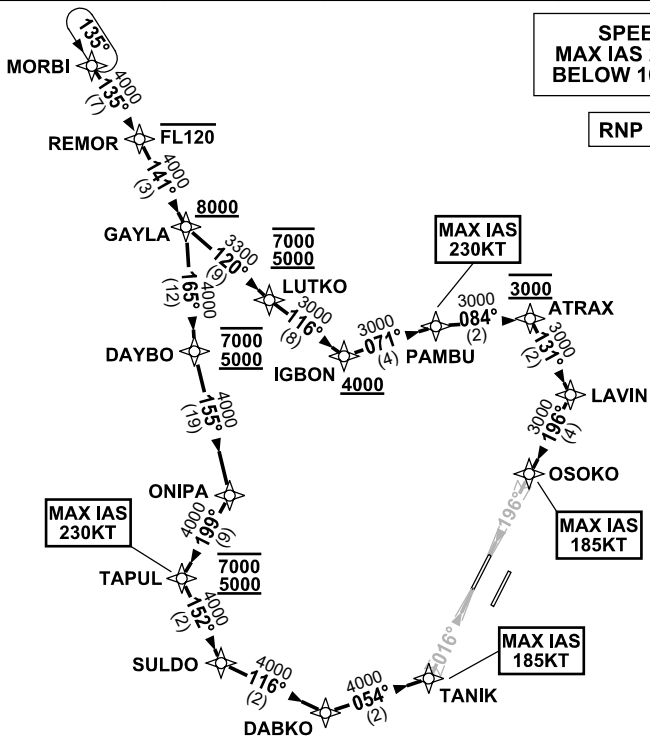 135°
MORBI
4000
135°
(7)
SPEE
MAX IAS
BELOW 10
RNP
REMOR
FL120
4000
141°
(3)
GAYLA
8000
3300
120°
(9)
7000
5000
LUTKO
MAX IAS
230KT
4000
165°
(12)
3000
116°
(8)
IGBON
4000
3000
071°
(4)
PAMBU
3000
084°
(2)
3000
ATRAX
3000
131°
(2)
LAVIN
DAYBO
7000
5000
3000
196°
(4)
OSOKO
4000
155°
(19)
196°
MAX IAS
185KT
ONIPA
MAX IAS
230KT
4000
199°
(6)
TAPUL
7000
5000
4000
152°
(2)
SULDO
4000
116°
(2)
DABKO
4000
054°
(2)
TANIK
016°
MAX IAS
185KT